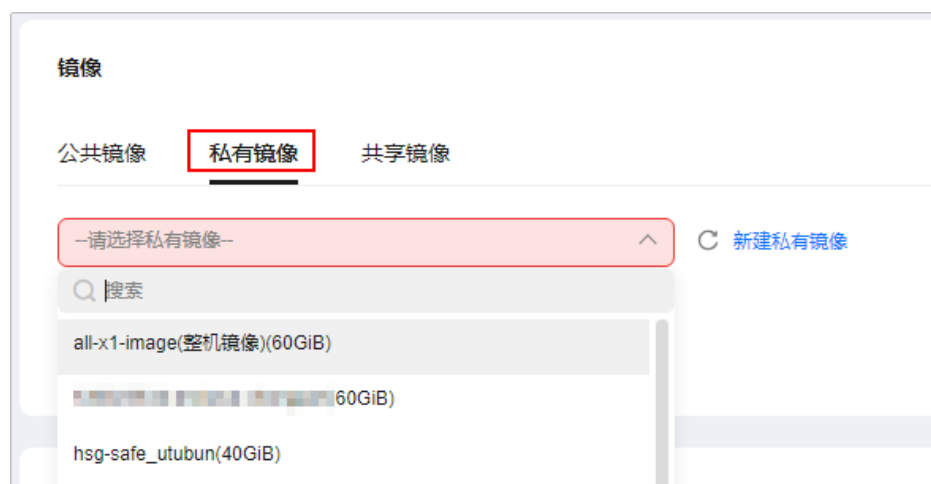 镜像
公共镜像 私有镜像 共享镜像
--请选择私有镜像-- 新建私有镜像
搜索
all-x1-image(整机镜像)(60GiB)
60GiB)
hsg-safe_utubun(40GiB)